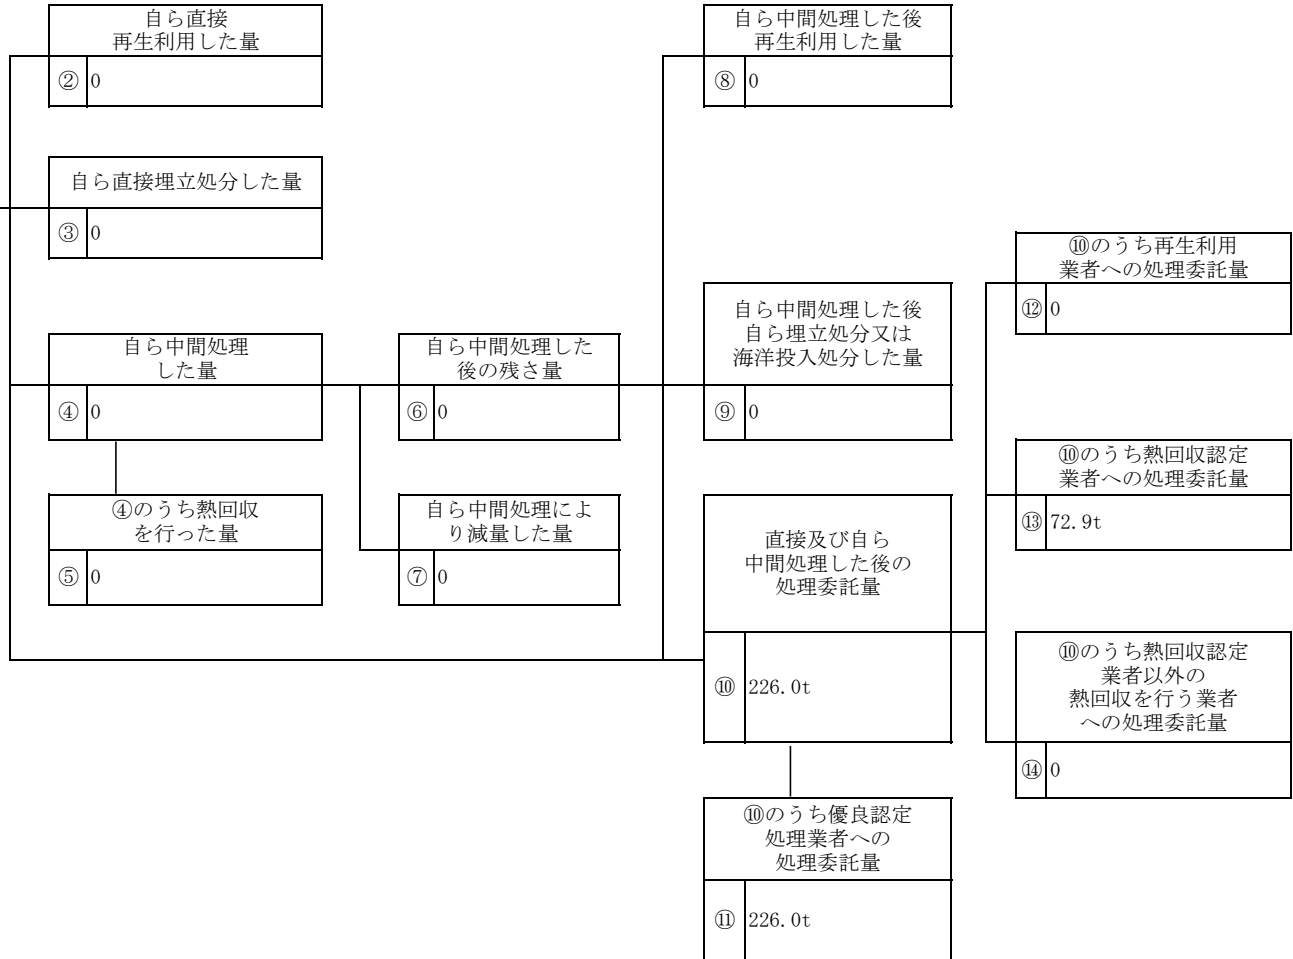 自ら直接
再生利用した量
② 0
自ら直接埋立処分した量
③ 0
自ら中間処理
した量
④ 0
④のうち熱回収
を行った量
⑤ 0
自ら中間処理した
後の残さ量
⑥ 0
自ら中間処理によ
り減量した量
⑦ 0
自ら中間処理した後
再生利用した量
⑧ 0
自ら中間処理した後
自ら埋立処分又は
海洋投入処分した量
⑨ 0
直接及び自ら
中間処理した後の
処理委託量
⑩ 226.0t
⑩のうち優良認定
処理業者への
処理委託量
⑪ 226.0t
⑩のうち再生利用
業者への処理委託量
⑫ 0
⑩のうち熱回収認定
業者への処理委託量
⑬ 72.9t
⑩のうち熱回収認定
業者以外の
熱回収を行う業者
への処理委託量
⑭ 0